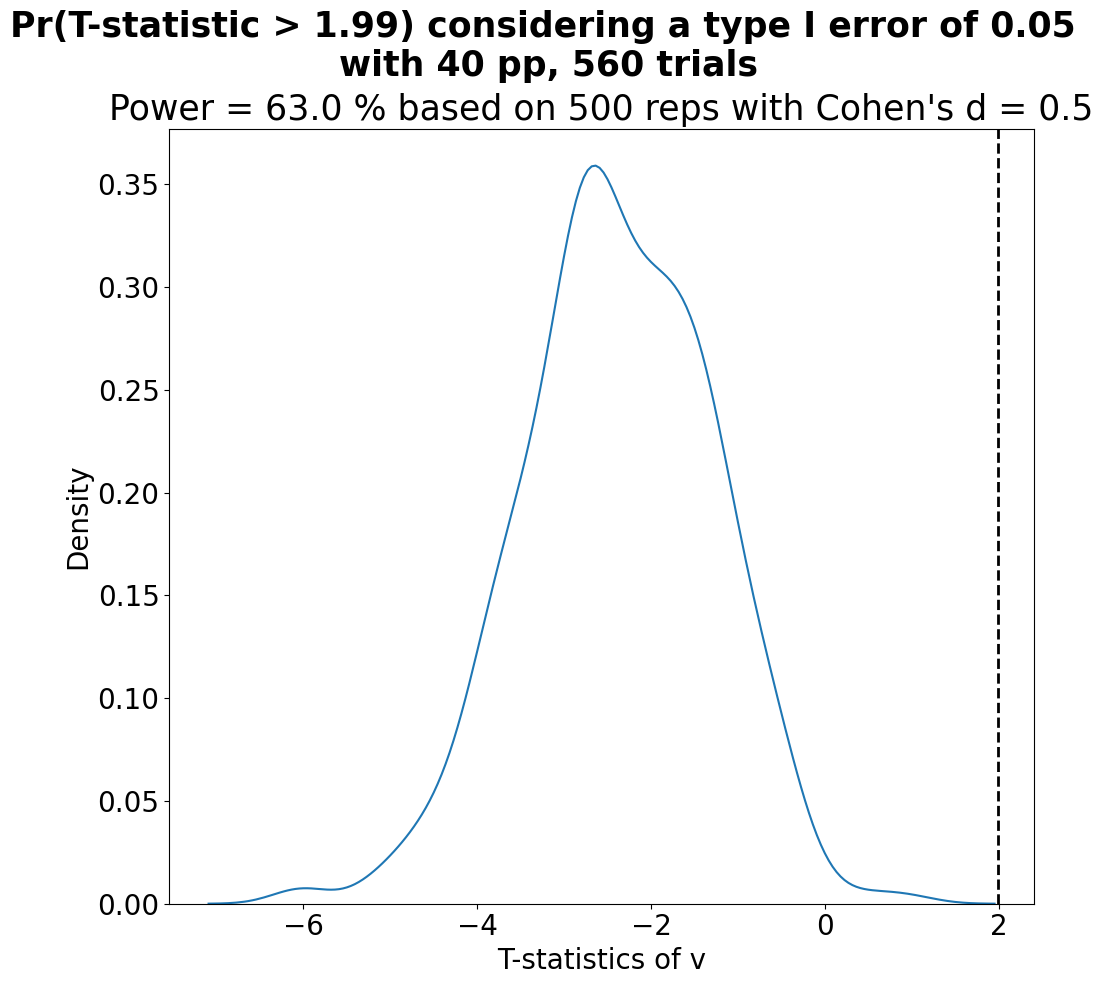 Pr(T-statistic > 1.99) considering a type I error of 0.05
with 40 pp, 560 trials
Power = 63.0 % based on 500 reps with Cohen's d = 0.5
0.35
0.30
0.25
0.20
0.15
0.10
0.05
0.00
Density
−6
−4
−2
0
2
T-statistics of v